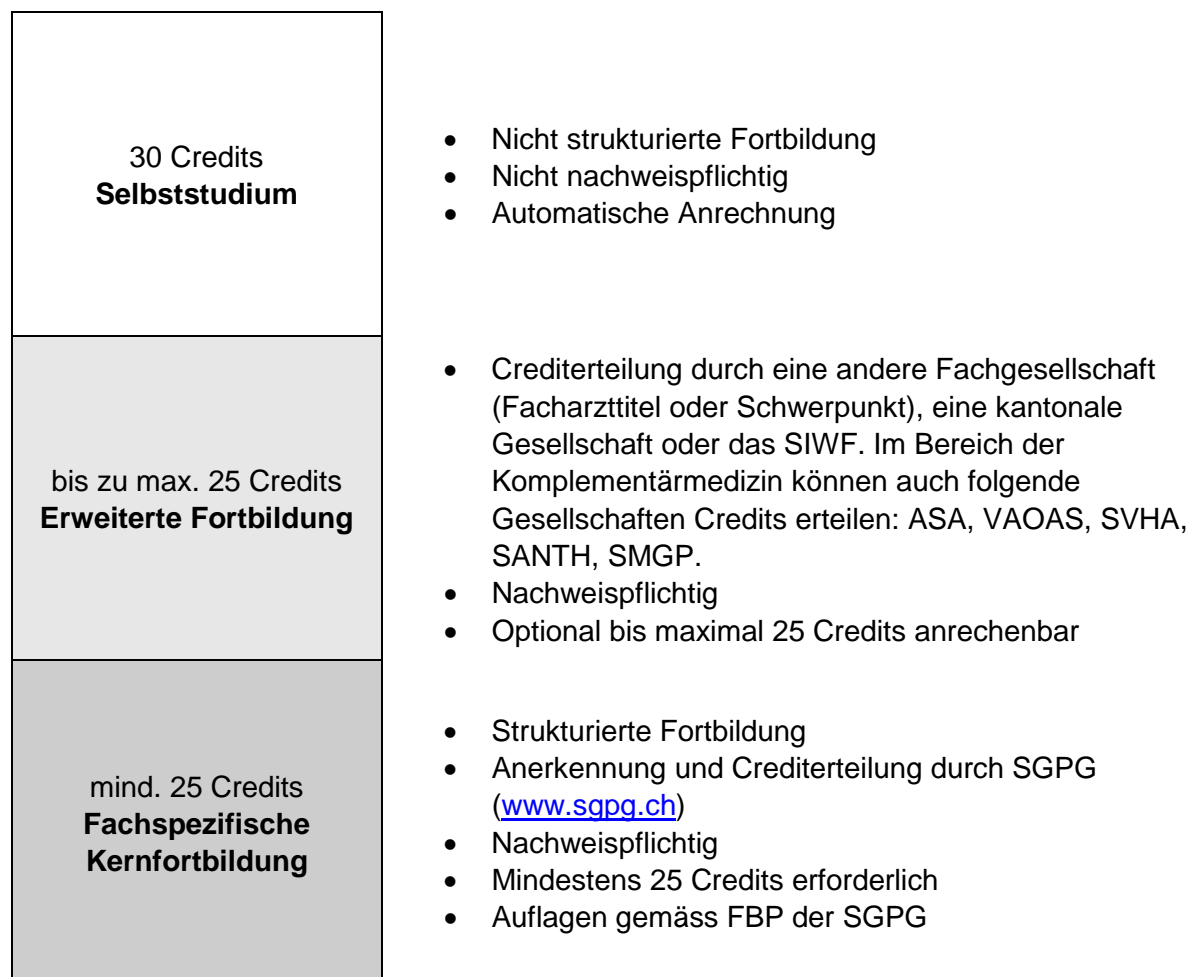 30 Credits
Selbststudium
• Nicht strukturierte Fortbildung
• Nicht nachweispflichtig
• Automatische Anrechnung
bis zu max. 25 Credits
Erweiterte Fortbildung
• Crediterteilung durch eine andere Fachgesellschaft
(Facharzttitel oder Schwerpunkt), eine kantonale
Gesellschaft oder das SIWF. Im Bereich der
Komplementärmedizin können auch folgende
Gesellschaften Credits erteilen: ASA, VAOAS, SVHA,
SANTH, SMGP.
• Nachweispflichtig
• Optional bis maximal 25 Credits anrechenbar
mind. 25 Credits
Fachspezifische
Kernfortbildung
• Strukturierte Fortbildung
• Anerkennung und Crediterteilung durch SGPG
(www.sgpg.ch)
• Nachweispflichtig
• Mindestens 25 Credits erforderlich
• Auflagen gemäss FBP der SGPG